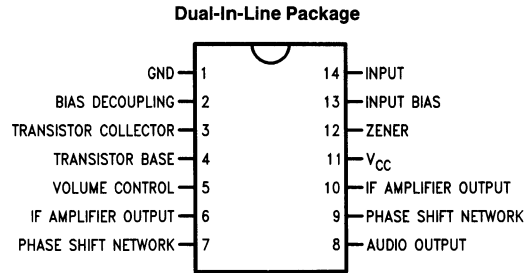 Dual-In-Line Package
GND 1 14 INPUT
BIAS DECOUPLING 2 13 INPUT BIAS
TRANSISTOR COLLECTOR 3 12 ZENER
TRANSISTOR BASE 4 11 VCC
VOLUME CONTROL 5 10 IF AMPLIFIER OUTPUT
IF AMPLIFIER OUTPUT 6 9 PHASE SHIFT NETWORK
PHASE SHIFT NETWORK 7 8 AUDIO OUTPUT